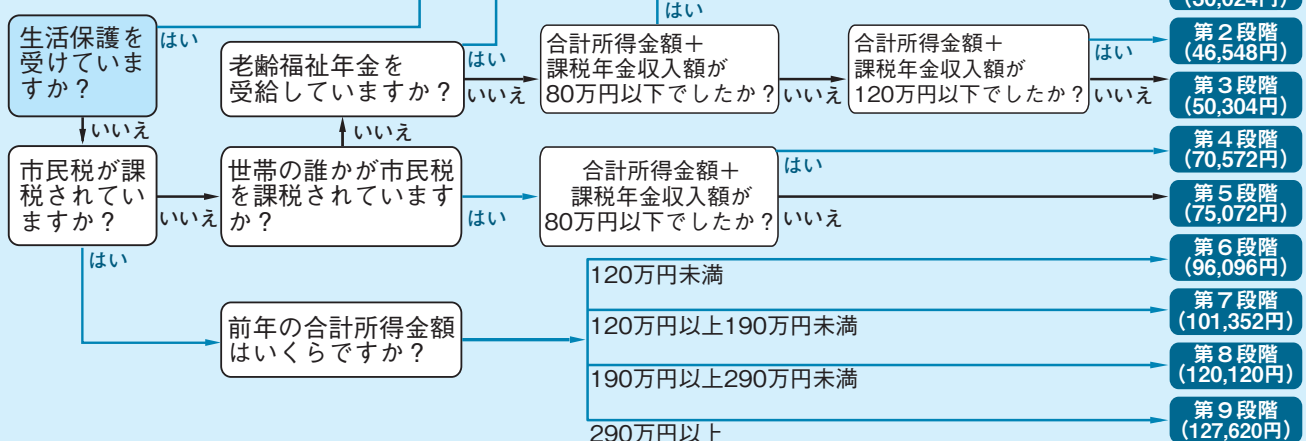 はい
生活保護を
受けていま
すか？
はい
いいえ
老齢福祉年金を
受給していますか？
はい
いいえ
合計所得金額＋
課税年金収入額が
80万円以下でしたか？
いいえ
合計所得金額＋
課税年金収入額が
120万円以下でしたか？
はい
いいえ
第２段階
（46,548円）
第３段階
（50,304円）
市民税が課
税されてい
ますか？
いいえ
はい
世帯の誰かが市民税
を課税されています
か？
いいえ
はい
合計所得金額＋
課税年金収入額が
80万円以下でしたか？
はい
いいえ
第４段階
（70,572円）
第５段階
（75,072円）
前年の合計所得金額
はいくらですか？
120万円未満
第６段階
（96,096円）
120万円以上190万円未満
第７段階
（101,352円）
190万円以上290万円未満
第８段階
（120,120円）
290万円以上
第９段階
（127,620円）